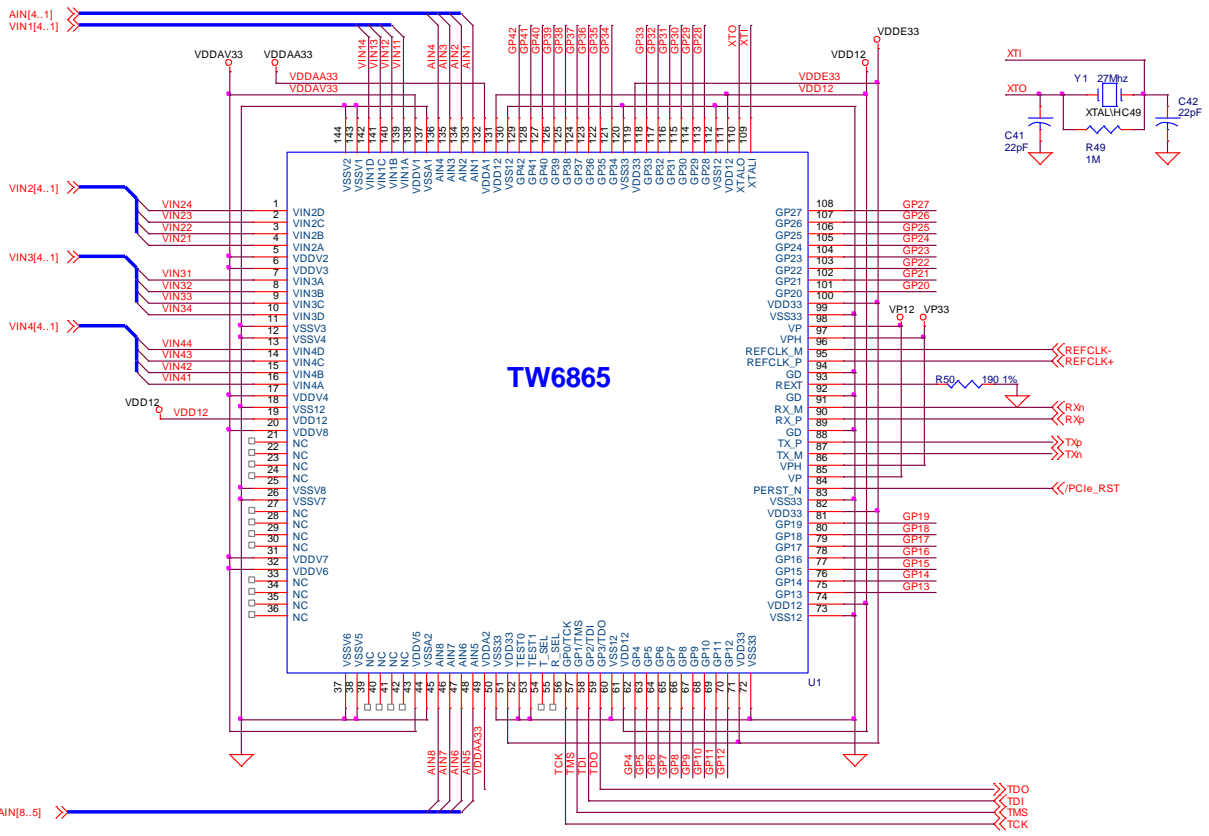 AIN[4..1]
VIN1[4..1]
VDDAV33 VDDAA33
VDDAA33
VDDAV33
VIN14 VIN13 VIN12 VIN11 AIN4 AIN3 AIN2 AIN1
GP42 GP41 GP40 GP39 GP38 GP37 GP36 GP35 GP34 GP33 GP32 GP31 GP30 GP29 GP28 XTO XTI
VDD12 VDDE33
VDDE33
VDD12
XTI
XTO
Y1 27Mhz
XTAL\HC49
C41
22pF
R49
1M
C42
22pF
144 143 142 141 140 139 138 137 136 135 134 133 132 131 130 129 128 127 126 125 124 123 122 121 120 119 118 117 116 115 114 113 112 111 110 109
VSSV2 VSSV1 VIN1D VIN1C VIN1B VIN1A VDDV1 VSSA1 AIN4 AIN3 AIN2 AIN1 VDDA1 VDD12 VSS12 GP42 GP41 GP40 GP39 GP38 GP37 GP36 GP35 GP34 VSS33 VDD33 GP33 GP32 GP31 GP30 GP29 GP28 VSS12 VDD12 XTALO XTALI
VIN2[4..1]
VIN24 1 VIN2D
VIN23 2 VIN2C
VIN22 3 VIN2B
VIN21 4 VIN2A
5 VDDV2
6 VDDV3
VIN3[4..1]
VIN31 7 VIN3A
VIN32 8 VIN3B
VIN33 9 VIN3C
VIN34 10 VIN3D
11 VSSV3
12 VSSV4
VIN4[4..1]
VIN44 13 VIN4D
VIN43 14 VIN4C
VIN42 15 VIN4B
VIN41 16 VIN4A
17 VDDV4
18 VSS12
VDD12
VDD12 19 VDD12
20 VDDV8
21 NC
22 NC
23 NC
24 NC
25 VSSV8
26 VSSV7
27 NC
28 NC
29 NC
30 NC
31 VDDV7
32 VDDV6
33 NC
34 NC
35 NC
36 NC
TW6865
GP27 108 GP27
GP26 107 GP26
GP25 106 GP25
GP24 105 GP24
GP23 104 GP23
GP22 103 GP22
GP21 102 GP21
GP20 101 GP20
VDD33 100
VSS33 99
VP12 VP33
VP 98
VPH 97
REFCLK_M 96 REFCLK-
REFCLK_P 95 REFCLK+
GD 94
REXT 93 R50 190 1%
GD 92
RX_M 91 RXn
RX_P 90 RXp
GD 89
TX_P 88 TXp
TX_M 87 TXn
VPH 86
VP 85
PERST_N 84 /PCIe_RST
VSS33 83
VDD33 82
GP19 81 GP19
GP18 80 GP18
GP17 79 GP17
GP16 78 GP16
GP15 77 GP15
GP14 76 GP14
GP13 75 GP13
VDD12 74
VSS12 73
VSSV6 VSSV5 NC NC NC NC VDDV5 VSSA2 AIN8 AIN7 AIN6 AIN5 VDDA2 VSS33 VDD33 TEST0 TEST1 T_SEL R_SEL GP0/TCK GP1/TMS GP2/TDI GP3/TDO VSS12 VDD12 GP4 GP5 GP6 GP7 GP8 GP9 GP10 GP11 GP12 VDD33 VSS33
37 38 39 40 41 42 43 44 45 46 47 48 49 50 51 52 53 54 55 56 57 58 59 60 61 62 63 64 65 66 67 68 69 70 71 72
U1
AIN8 AIN7 AIN6 AIN5 VDDAA33 TCK TMS TDI TDO GP4 GP5 GP6 GP7 GP8 GP9 GP10 GP11 GP12
TDO
TDI
TMS
TCK
AIN[8..5]